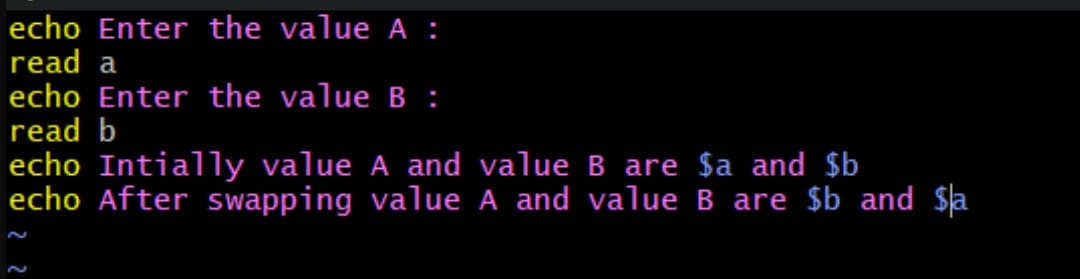 echo Enter the value A :
read a
echo Enter the value B :
read b
echo Intially value A and value B are $a and $b
echo After swapping value A and value B are $b and $a
~
~